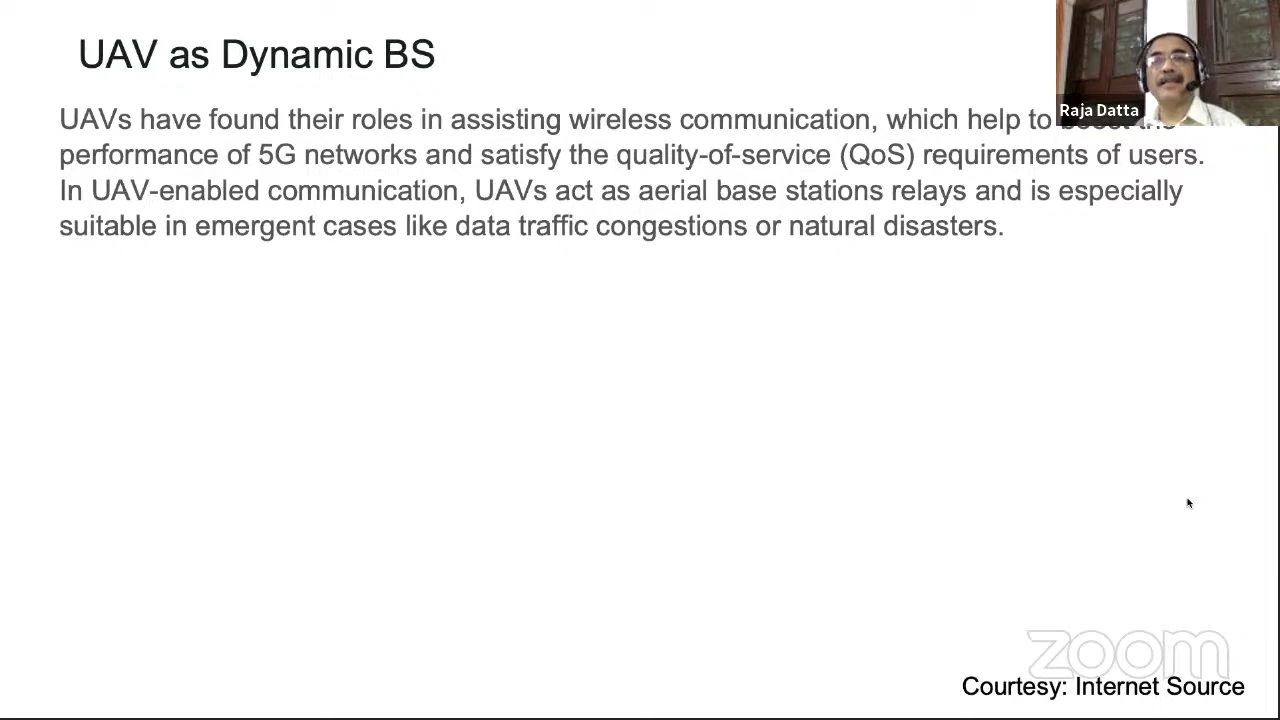 UAV as Dynamic BS
Raja Datta
UAVs have found their roles in assisting wireless communication, which help to boost the
performance of 5G networks and satisfy the quality-of-service (QoS) requirements of users.
In UAV-enabled communication, UAVs act as aerial base stations relays and is especially
suitable in emergent cases like data traffic congestions or natural disasters.
zoom
Courtesy: Internet Source